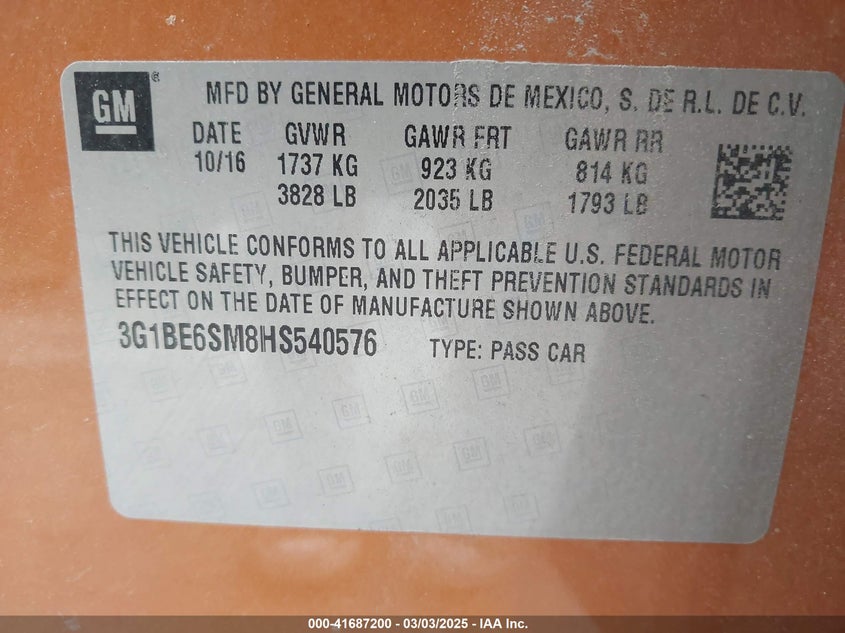 GM ®
MFD BY GENERAL MOTORS DE MEXICO, S. DE R.L. DE C.V.
DATE GVWR GAWR FRT GAWR RR
10/16 1737 KG 923 KG 814 KG
3828 LB 2035 LB 1793 LB
THIS VEHICLE CONFORMS TO ALL APPLICABLE U.S. FEDERAL MOTOR
VEHICLE SAFETY, BUMPER, AND THEFT PREVENTION STANDARDS IN
EFFECT ON THE DATE OF MANUFACTURE SHOWN ABOVE.
3G1BE6SM8HS540576 TYPE: PASS CAR
000-41687200 - 03/03/2025 - IAA Inc.